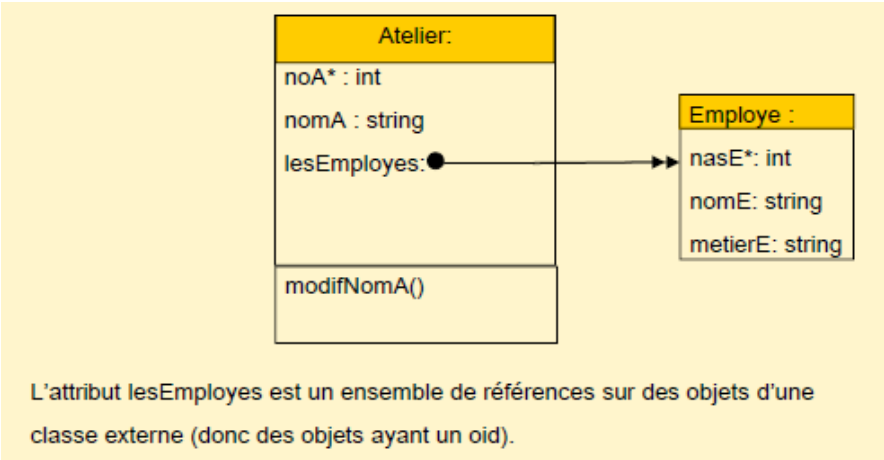 Atelier:
noA* : int
nomA : string
lesEmployes:
modifNomA()
Employe :
nasE*: int
nomE: string
metierE: string
L'attribut lesEmployes est un ensemble de références sur des objets d'une
classe externe (donc des objets ayant un oid).